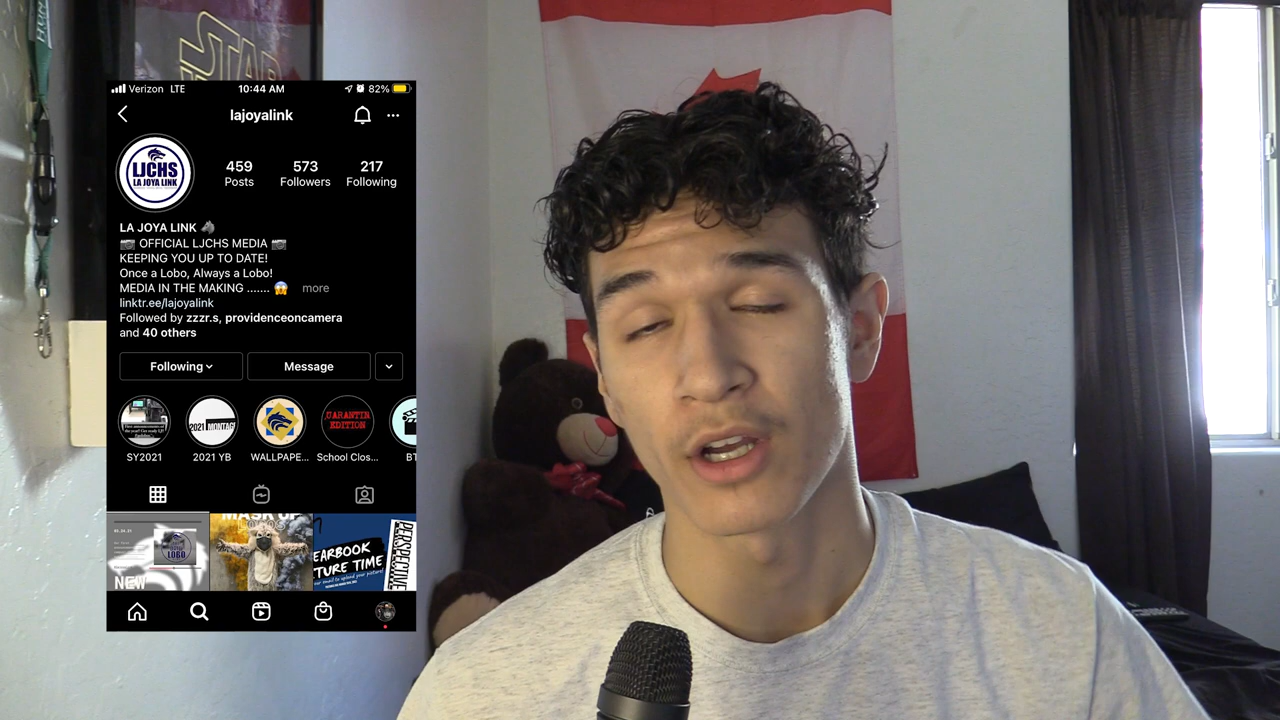 STAR
Verizon LTE 10:44 AM 82%
lajoyalink
459 573 217
Posts Followers Following
LJCHS
LA JOYA LINK
LA JOYA LINK 🐺
📷 OFFICIAL LJCHS MEDIA 📷
KEEPING YOU UP TO DATE!
Once a Lobo, Always a Lobo!
MEDIA IN THE MAKING ....... 😱 more
linktr.ee/lajoyalink
Followed by zzzr.s, providenceoncamera
and 40 others
Following Message
2021 MONTAG
UARANTIN
EDITION
SY2021 2021 YB WALLPAPE... School Clos... BT
MASK UP
LOBOS
EARBOOK
TURE TIME
PERSPECTIVE
LOBO
NEW